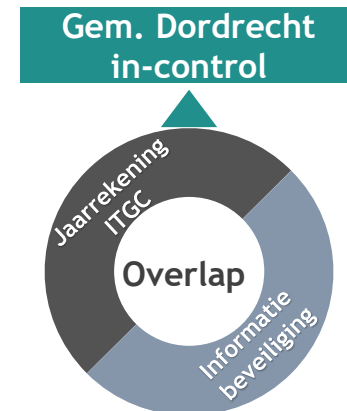 Gem. Dordrecht
in-control
Jaarrekening
ITGC
Overlap
Informatie
beveiliging